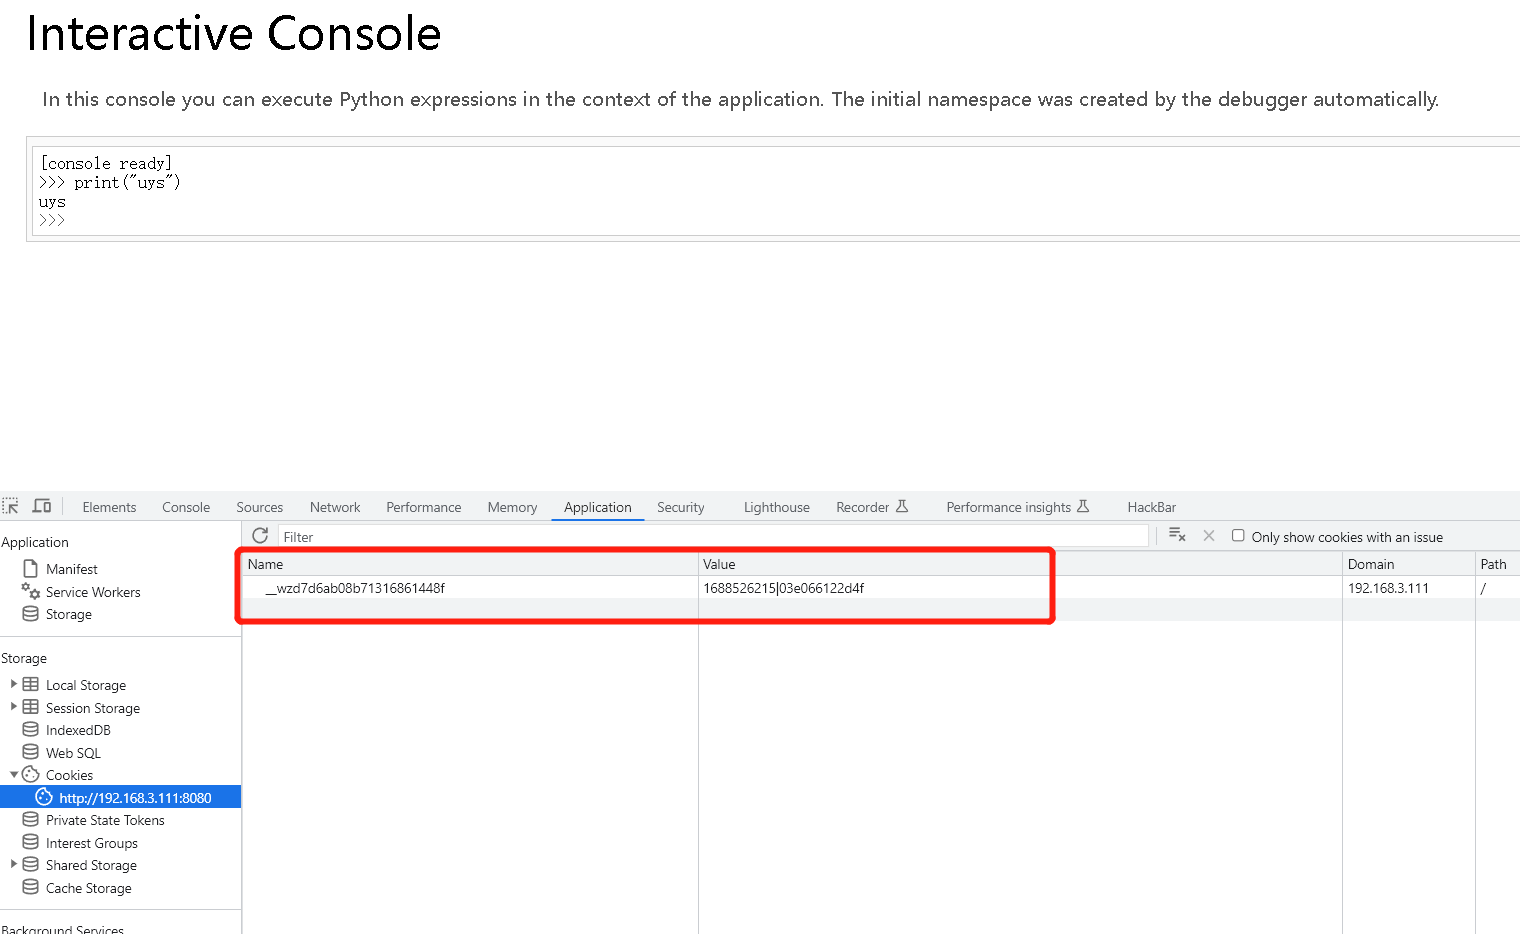 Interactive Console
In this console you can execute Python expressions in the context of the application. The initial namespace was created by the debugger automatically.
[console ready]
>>> print("uys")
uys
>>>
Elements Console Sources Network Performance Memory Application Security Lighthouse Recorder Performance insights HackBar
Application
Filter
Only show cookies with an issue
Manifest
Service Workers
Storage
Name Value Domain Path
__wzd7d6ab08b71316861448f 1688526215|03e066122d4f 192.168.3.111 /
Storage
Local Storage
Session Storage
IndexedDB
Web SQL
Cookies
http://192.168.3.111:8080
Private State Tokens
Interest Groups
Shared Storage
Cache Storage
Background Services